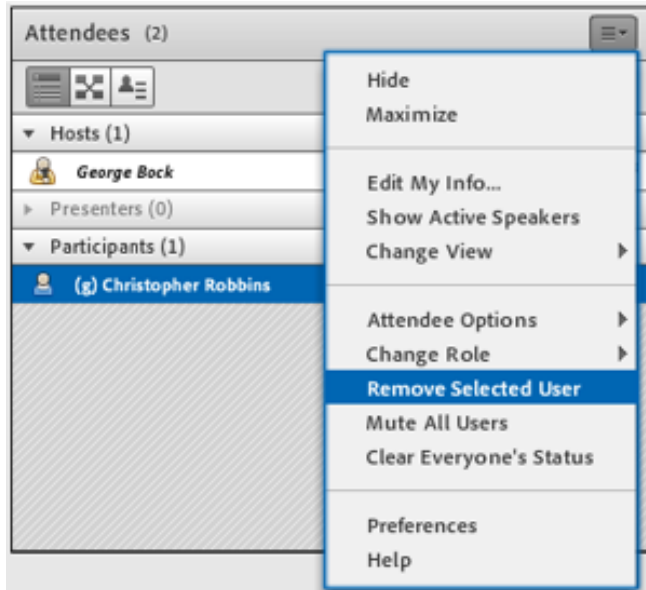 Attendees (2)
Hosts (1)
George Bock
Presenters (0)
Participants (1)
(g) Christopher Robbins
Hide
Maximize
Edit My Info...
Show Active Speakers
Change View
Attendee Options
Change Role
Remove Selected User
Mute All Users
Clear Everyone's Status
Preferences
Help